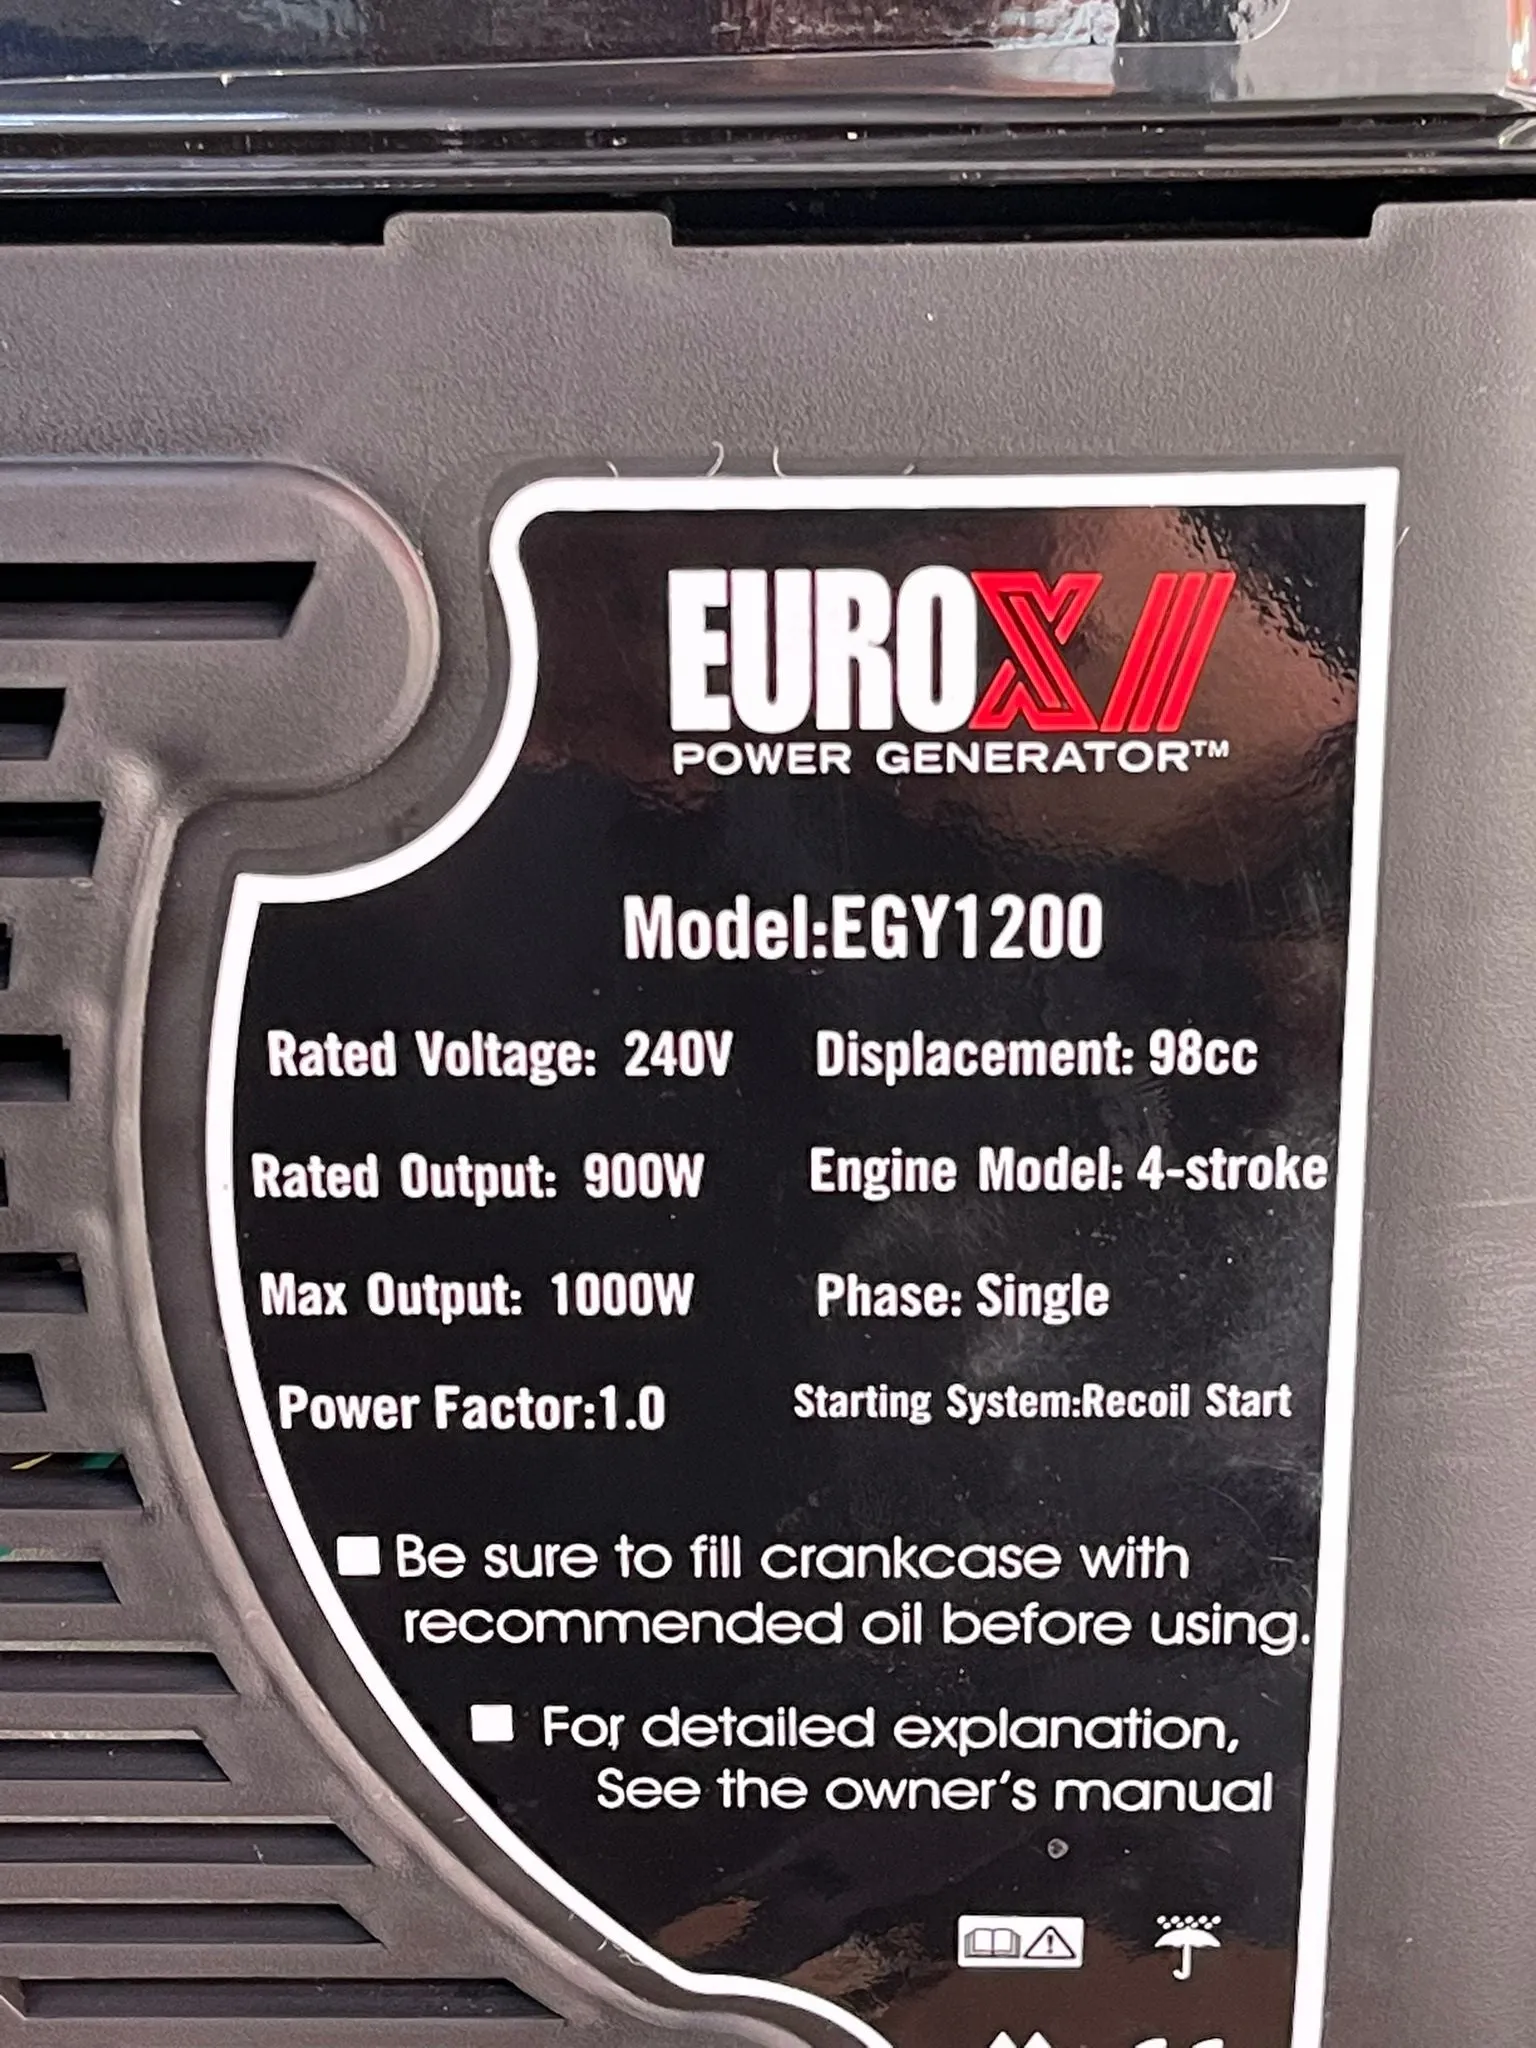 EUROX
POWER GENERATOR™
Model:EGY1200
Rated Voltage: 240V
Displacement: 98cc
Rated Output: 900W
Engine Model: 4-stroke
Max Output: 1000W
Phase: Single
Power Factor:1.0
Starting System:Recoil Start
Be sure to fill crankcase with
recommended oil before using.
For detailed explanation,
See the owner's manual